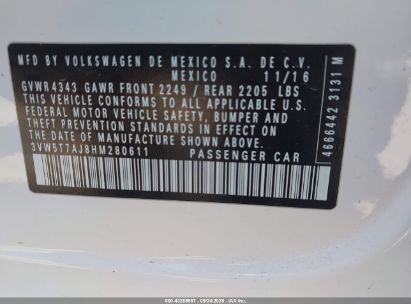 MFD BY VOLKSWAGEN DE MEXICO S.A. DE C.V.
MEXICO 11/16
GVWR 4343 GAWR FRONT 2249 / REAR 2205 LBS
THIS VEHICLE CONFORMS TO ALL APPLICABLE U.S.
FEDERAL MOTOR VEHICLE SAFETY, BUMPER AND
THEFT PREVENTION STANDARDS IN EFFECT ON
THE DATE OF MANUFACTURE SHOWN ABOVE.
3VW5T7AJ8HM280611 PASSENGER CAR
4666442 3131 M